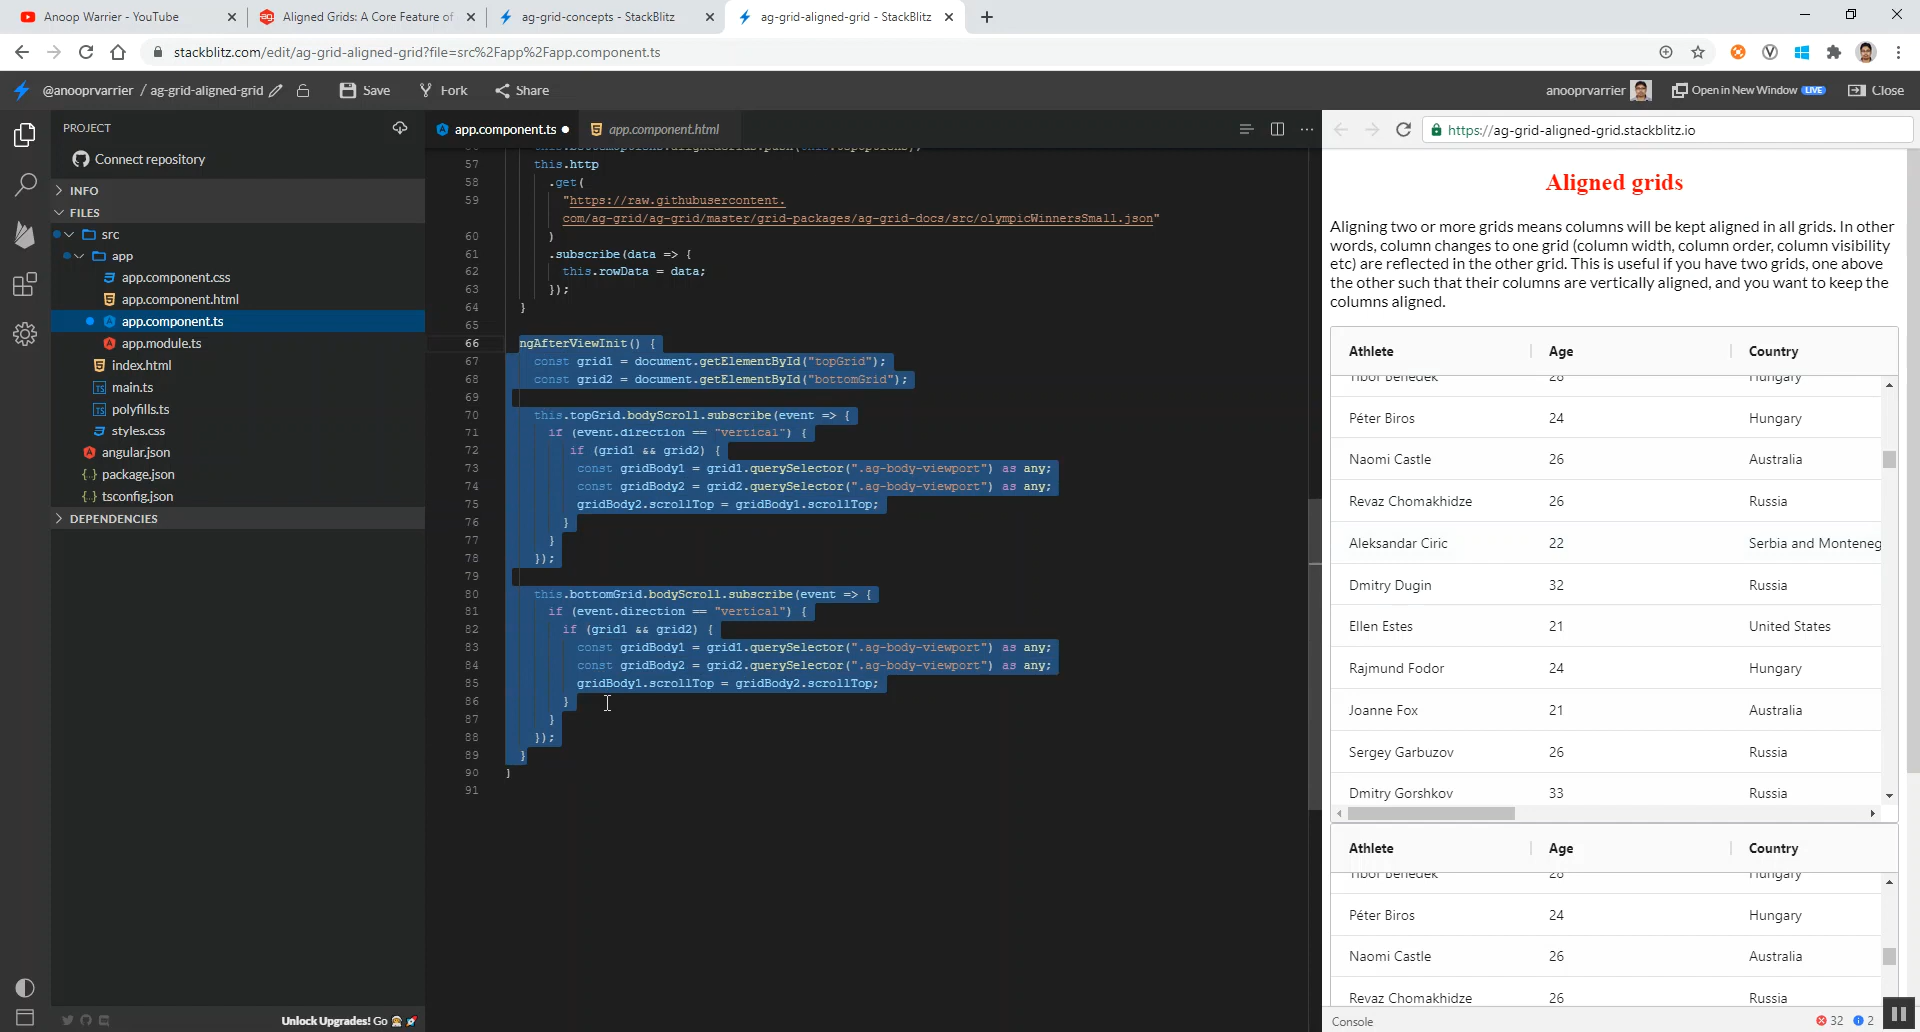 Anoop Warrier - YouTube
Aligned Grids: A Core Feature of
ag-grid-concepts - StackBlitz
ag-grid-aligned-grid - StackBlitz
stackblitz.com/edit/ag-grid-aligned-grid?file=src%2Fapp%2Fapp.component.ts
@anooprvarrier / ag-grid-aligned-grid
Save
Fork
Share
anooprvarrier
Open in New Window LIVE
Close
PROJECT
Connect repository
INFO
FILES
src
app
app.component.css
app.component.html
app.component.ts
app.module.ts
index.html
main.ts
polyfills.ts
styles.css
angular.json
package.json
tsconfig.json
DEPENDENCIES
Unlock Upgrades! Go
app.component.ts
app.component.html
57 this.http
58 .get(
59 "https://raw.githubusercontent.
com/ag-grid/ag-grid/master/grid-packages/ag-grid-docs/src/olympicWinnersSmall.json"
60 )
61 .subscribe(data => {
62 this.rowData = data;
63 });
64 }
65
66 ngAfterViewInit() {
67 const grid1 = document.getElementById("topGrid");
68 const grid2 = document.getElementById("bottomGrid");
69
70 this.topGrid.bodyScroll.subscribe(event => {
71 if (event.direction == "vertical") {
72 if (grid1 && grid2) {
73 const gridBody1 = grid1.querySelector(".ag-body-viewport") as any;
74 const gridBody2 = grid2.querySelector(".ag-body-viewport") as any;
75 gridBody2.scrollTop = gridBody1.scrollTop;
76 }
77 }
78 });
79
80 this.bottomGrid.bodyScroll.subscribe(event => {
81 if (event.direction == "vertical") {
82 if (grid1 && grid2) {
83 const gridBody1 = grid1.querySelector(".ag-body-viewport") as any;
84 const gridBody2 = grid2.querySelector(".ag-body-viewport") as any;
85 gridBody1.scrollTop = gridBody2.scrollTop;
86 }
87 }
88 });
89 }
90 }
91
https://ag-grid-aligned-grid.stackblitz.io
Aligned grids
Aligning two or more grids means columns will be kept aligned in all grids. In other
words, column changes to one grid (column width, column order, column visibility
etc) are reflected in the other grid. This is useful if you have two grids, one above
the other such that their columns are vertically aligned, and you want to keep the
columns aligned.
Athlete Age Country
Tibor Benedek 28 Hungary
Péter Biros 24 Hungary
Naomi Castle 26 Australia
Revaz Chomakhidze 26 Russia
Aleksandar Ciric 22 Serbia and Monteneg
Dmitry Dugin 32 Russia
Ellen Estes 21 United States
Rajmund Fodor 24 Hungary
Joanne Fox 21 Australia
Sergey Garbuzov 26 Russia
Dmitry Gorshkov 33 Russia
Athlete Age Country
Tibor Benedek 28 Hungary
Péter Biros 24 Hungary
Naomi Castle 26 Australia
Revaz Chomakhidze 26 Russia
Console
32 2